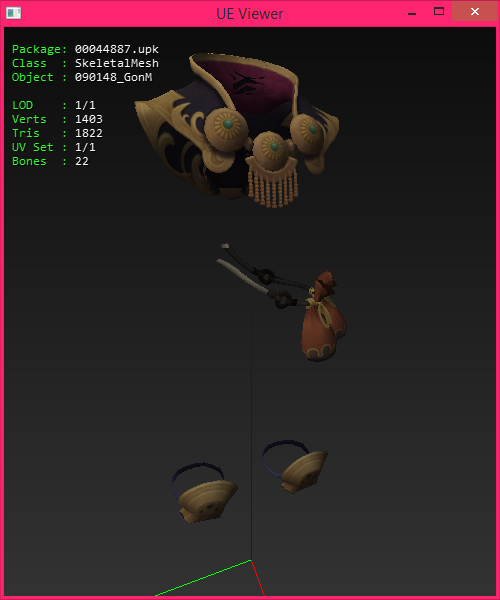 UE Viewer
Package: 00044887.upk
Class  : SkeletalMesh
Object : 090148_GonM
LOD    : 1/1
Verts  : 1403
Tris   : 1822
UV Set : 1/1
Bones  : 22